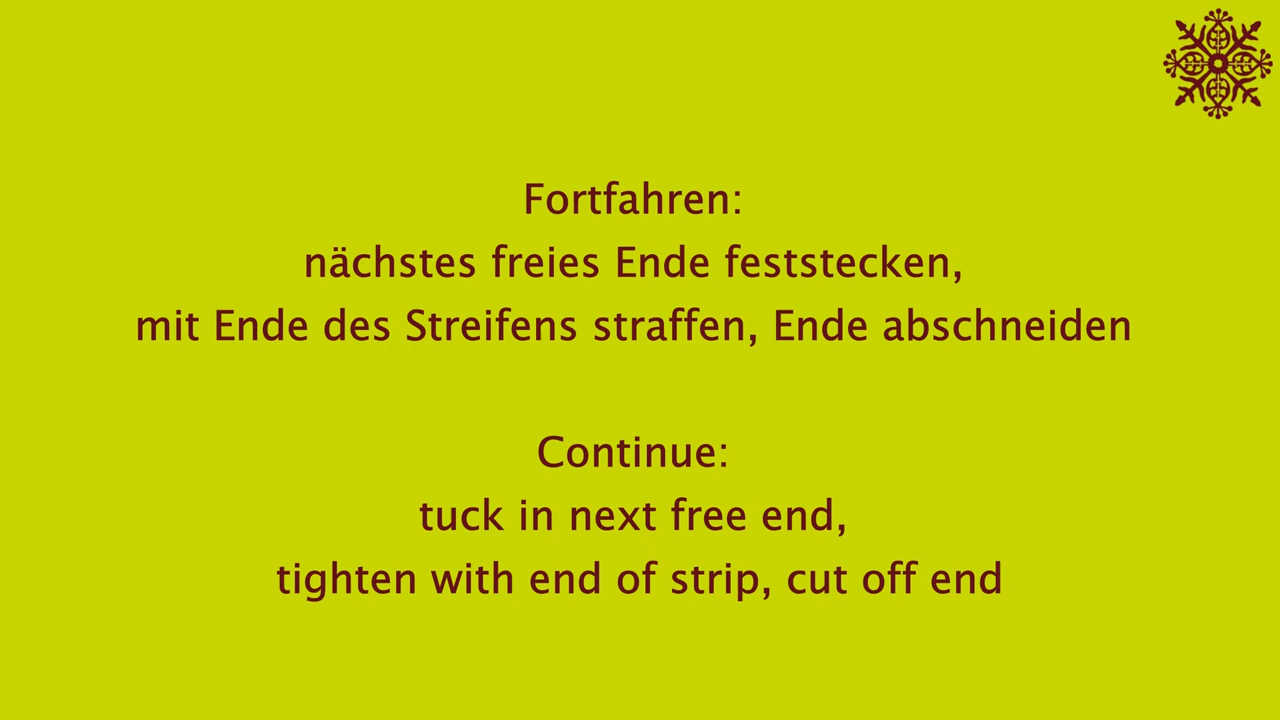 Fortfahren:
nächstes freies Ende feststecken,
mit Ende des Streifens straffen, Ende abschneiden
Continue:
tuck in next free end,
tighten with end of strip, cut off end